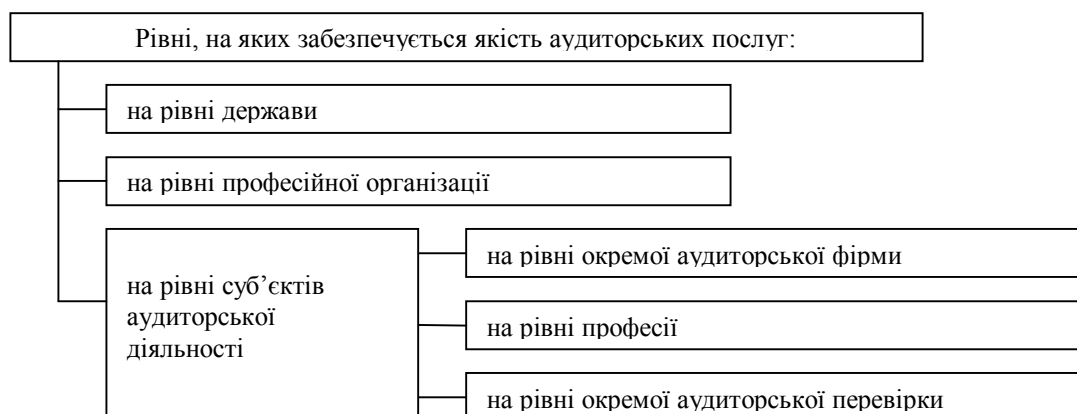 Рівні, на яких забезпечується якість аудиторських послуг:
на рівні держави
на рівні професійної організації
на рівні суб’єктів
аудиторської
діяльності
на рівні окремої аудиторської фірми
на рівні професії
на рівні окремої аудиторської перевірки